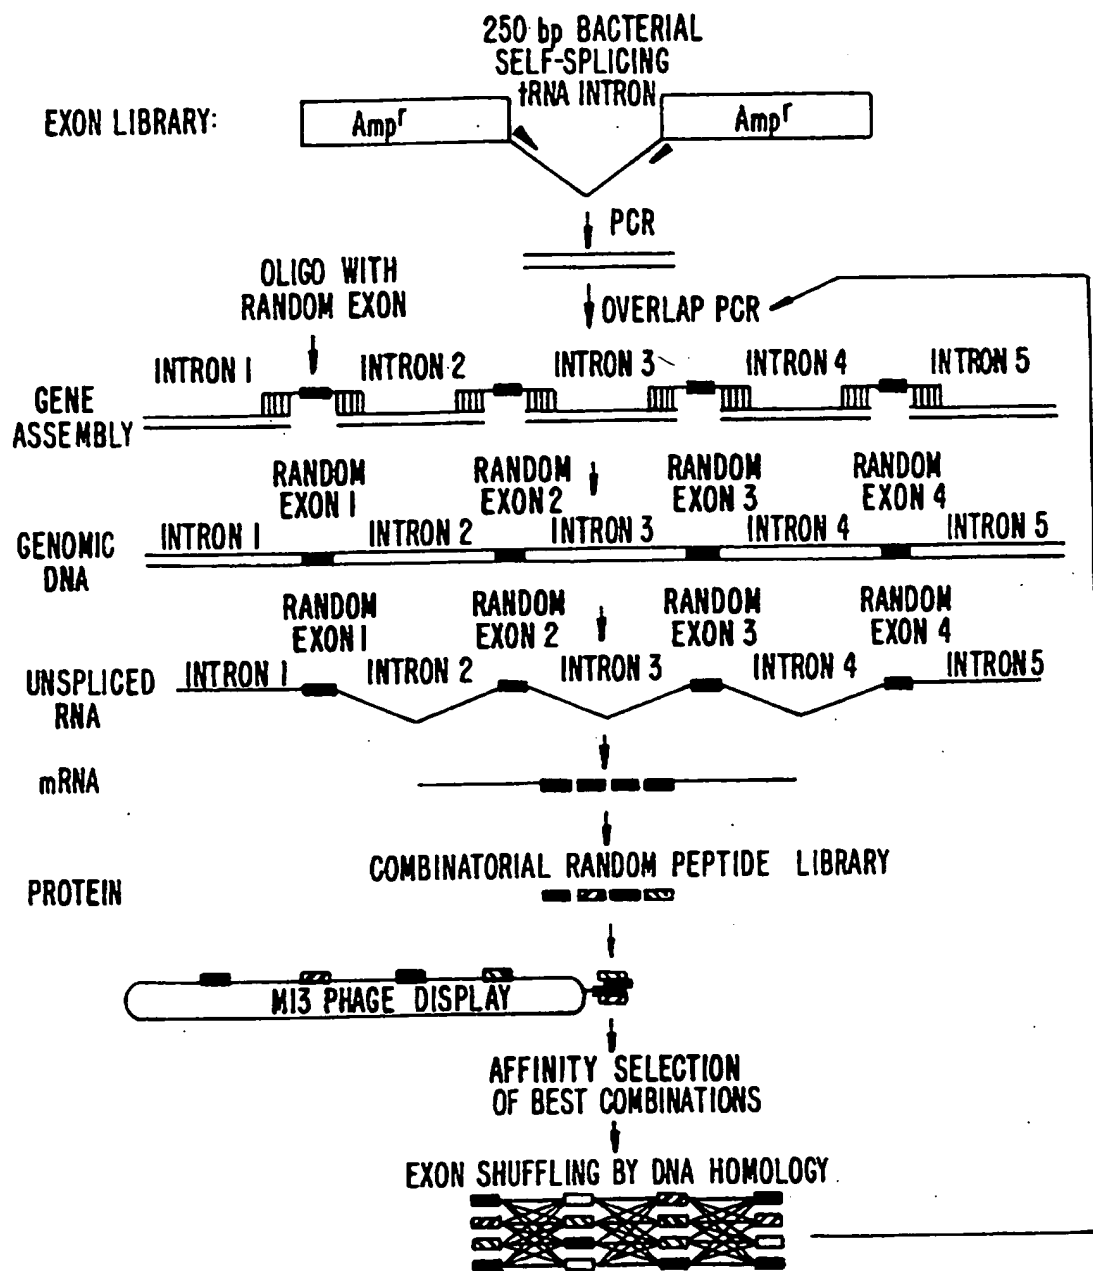 250 bp BACTERIAL
SELF-SPLICING
tRNA INTRON
EXON LIBRARY:
Ampr
Ampr
PCR
OLIGO WITH
RANDOM EXON
OVERLAP PCR
INTRON 1
INTRON 2
INTRON 3
INTRON 4
INTRON 5
GENE
ASSEMBLY
RANDOM
EXON 1
RANDOM
EXON 2
RANDOM
EXON 3
RANDOM
EXON 4
GENOMIC
DNA
INTRON 1
INTRON 2
INTRON 3
INTRON 4
INTRON 5
RANDOM
EXON 1
RANDOM
EXON 2
RANDOM
EXON 3
RANDOM
EXON 4
UNSPLICED
RNA
INTRON 1
INTRON 2
INTRON 3
INTRON 4
INTRON 5
mRNA
COMBINATORIAL RANDOM PEPTIDE LIBRARY
PROTEIN
M13 PHAGE DISPLAY
AFFINITY SELECTION
OF BEST COMBINATIONS
EXON SHUFFLING BY DNA HOMOLOGY